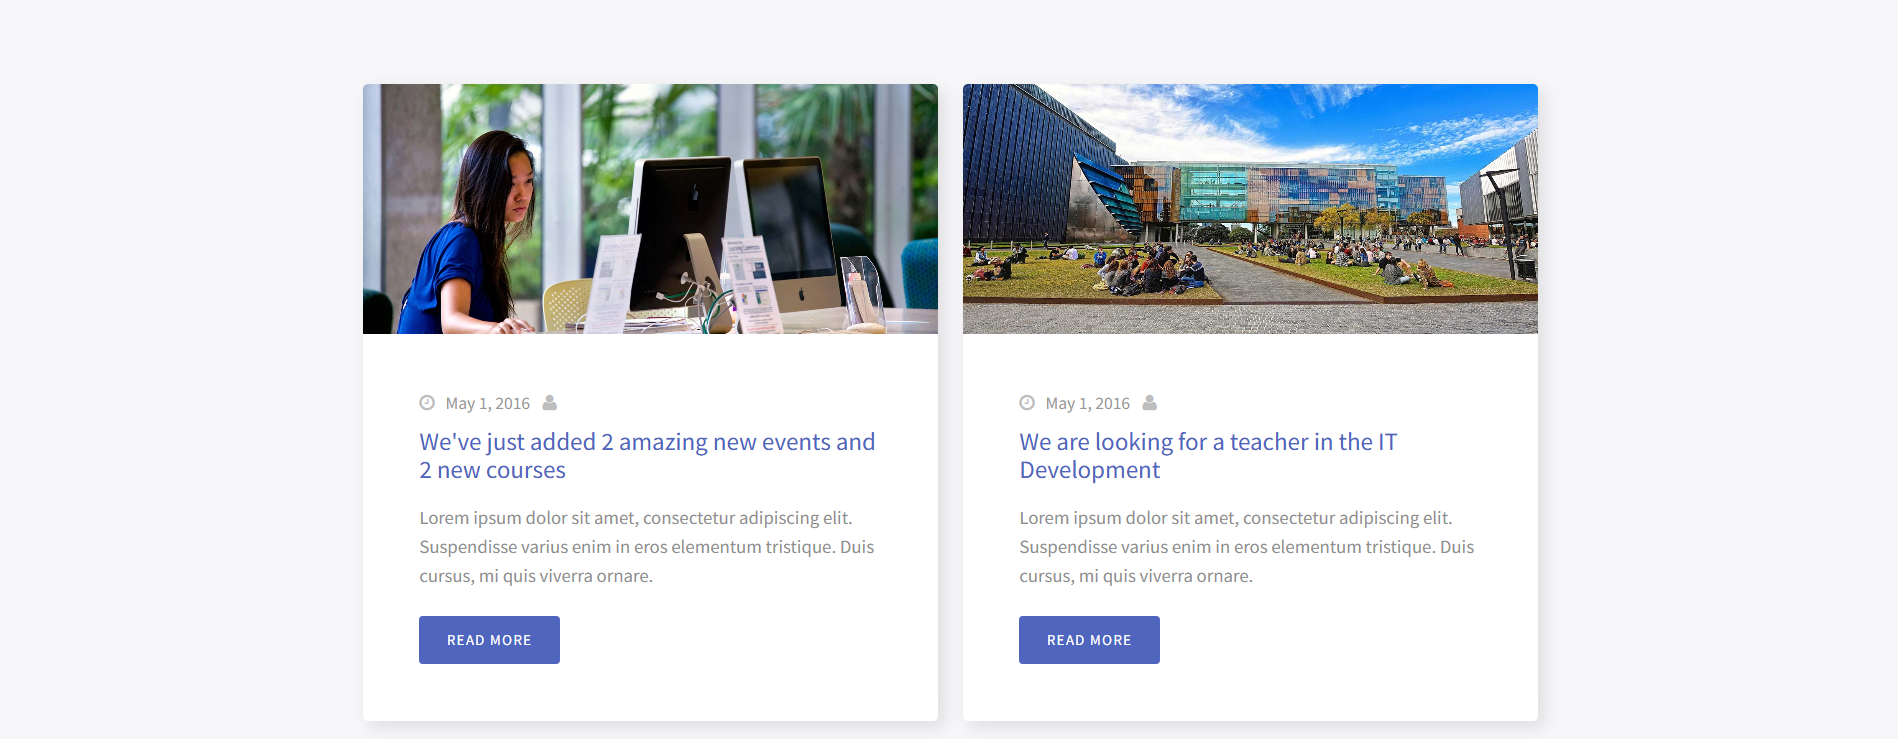 May 1, 2016
We've just added 2 amazing new events and
2 new courses
Lorem ipsum dolor sit amet, consectetur adipiscing elit.
Suspendisse varius enim in eros elementum tristique. Duis
cursus, mi quis viverra ornare.
READ MORE
May 1, 2016
We are looking for a teacher in the IT
Development
Lorem ipsum dolor sit amet, consectetur adipiscing elit.
Suspendisse varius enim in eros elementum tristique. Duis
cursus, mi quis viverra ornare.
READ MORE